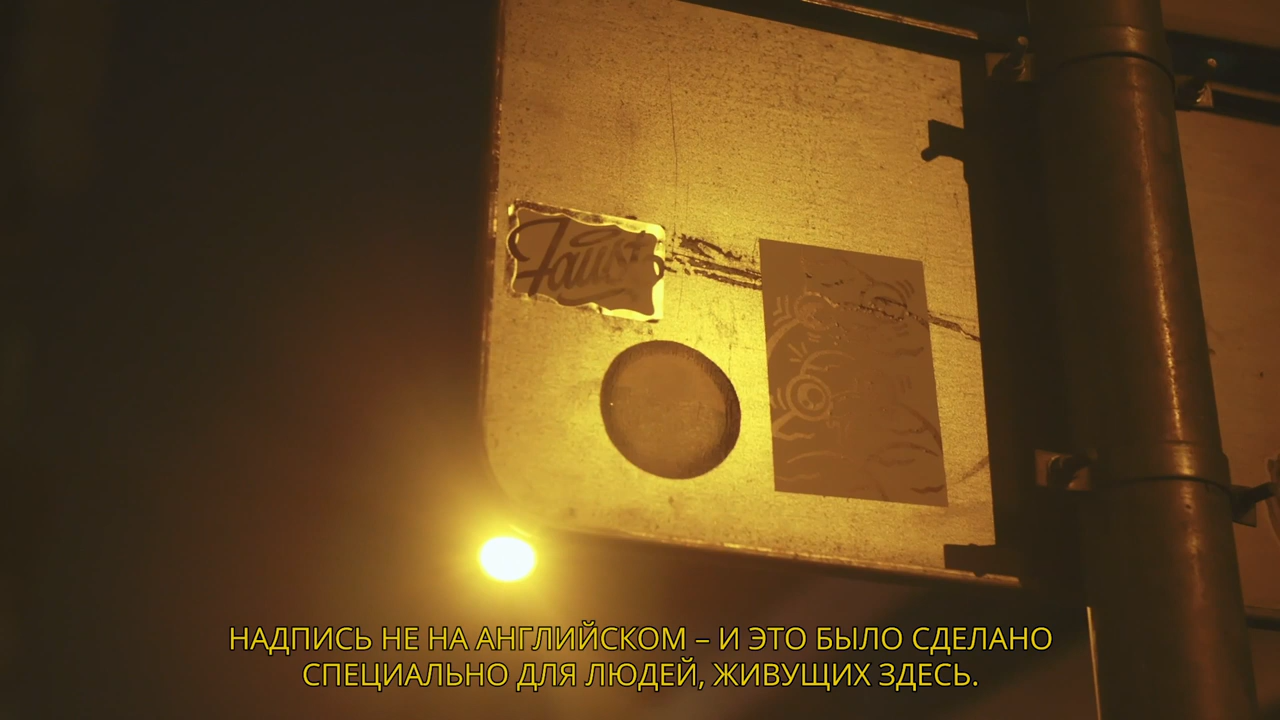 Faust
НАДПИСЬ НЕ НА АНГЛИЙСКОМ – И ЭТО БЫЛО СДЕЛАНО
СПЕЦИАЛЬНО ДЛЯ ЛЮДЕЙ, ЖИВУЩИХ ЗДЕСЬ.